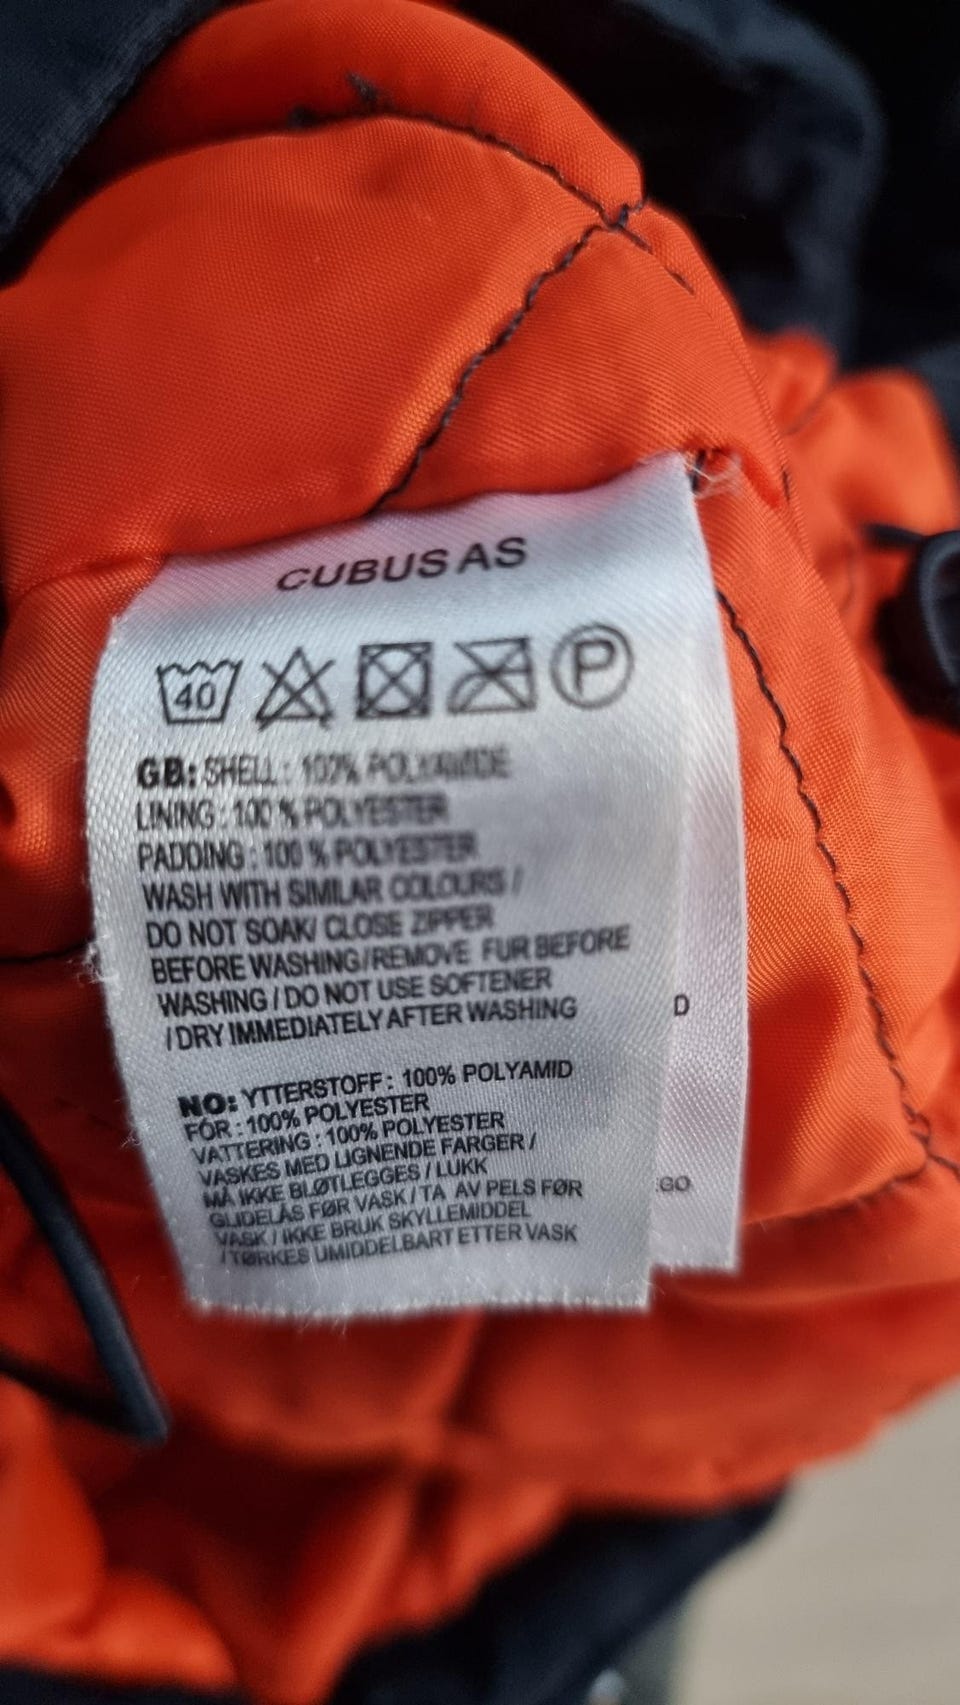 CUBUS AS
40 P
GB: SHELL : 100% POLYAMIDE
LINING : 100 % POLYESTER
PADDING : 100 % POLYESTER
WASH WITH SIMILAR COLOURS /
DO NOT SOAK/ CLOSE ZIPPER
BEFORE WASHING/REMOVE FUR BEFORE
WASHING / DO NOT USE SOFTENER
/ DRY IMMEDIATELY AFTER WASHING
D
NO: YTTERSTOFF : 100% POLYAMID
FÓR : 100% POLYESTER
VATTERING : 100% POLYESTER
VASKES MED LIGNENDE FARGER /
MÅ IKKE BLØTLEGGES / LUKK
GLIDELÅS FØR VASK / TA AV PELS FØR
VASK / IKKE BRUK SKYLLEMIDDEL
/ TØRKES UMIDDELBART ETTER VASK
GO